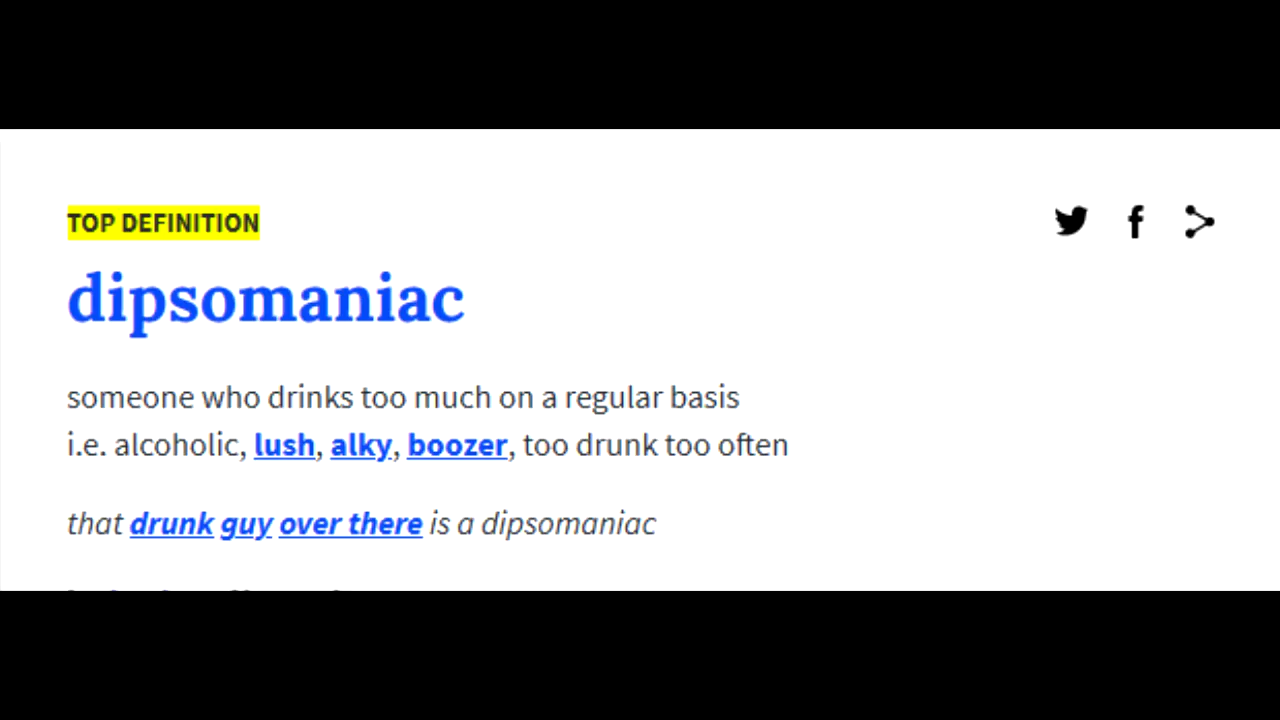 TOP DEFINITION
dipsomaniac
someone who drinks too much on a regular basis
i.e. alcoholic, lush, alky, boozer, too drunk too often
that drunk guy over there is a dipsomaniac